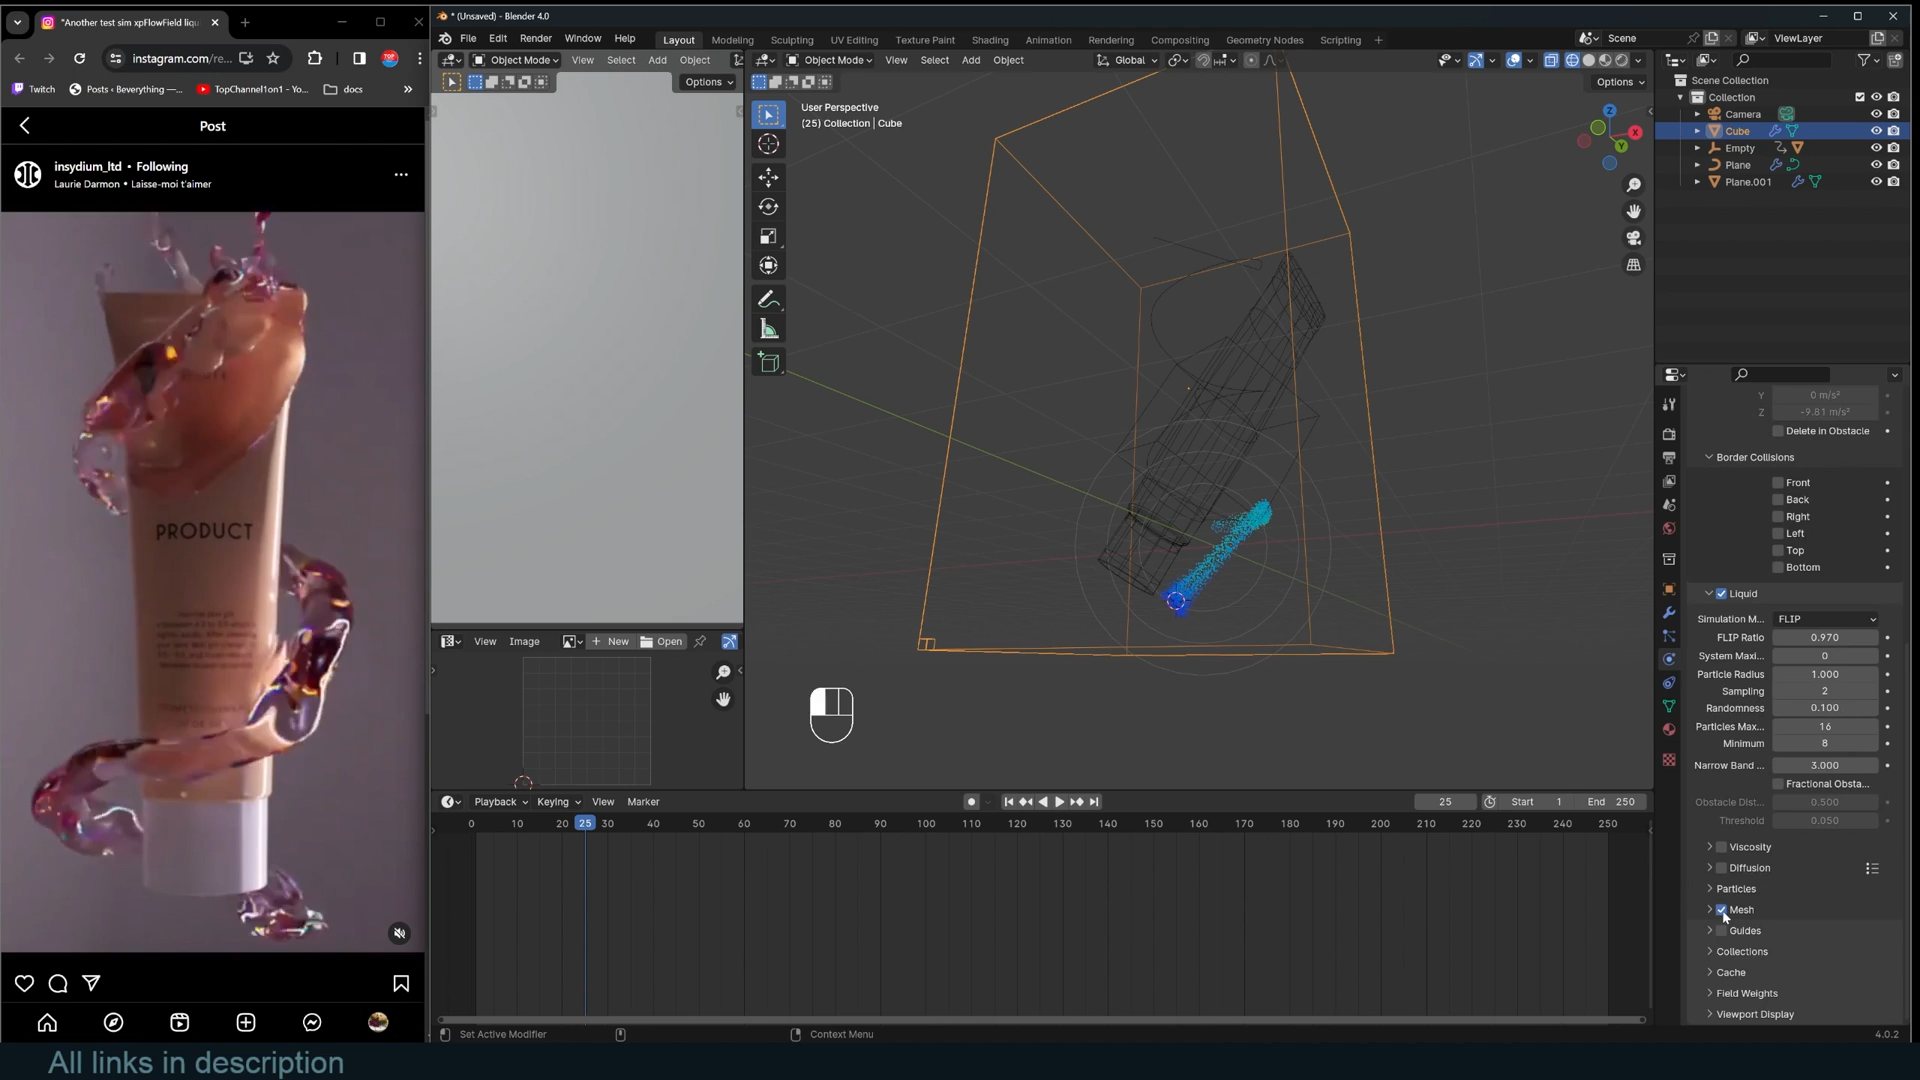 *Another test sim xpFlowField liqu
instagram.com/re...
Twitch
Posts ‹ Beverything —...
TopChannel1on1 - Yo...
docs
Post
insydium_ltd • Following
Laurie Darmon • Laisse-moi t'aimer
PRODUCT
All links in description
* (Unsaved) - Blender 4.0
File Edit Render Window Help
Layout Modeling Sculpting UV Editing Texture Paint Shading Animation Rendering Compositing Geometry Nodes Scripting
Scene
ViewLayer
Object Mode View Select Add Object
Options
Object Mode View Select Add Object
Global
Options
User Perspective
(25) Collection | Cube
X
Y
Z
View Image
New
Open
Playback Keying View Marker
25
Start 1
End 250
0 10 20 25 30 40 50 60 70 80 90 100 110 120 130 140 150 160 170 180 190 200 210 220 230 240 250
Set Active Modifier
Context Menu
4.0.2
Scene Collection
Collection
Camera
Cube
Empty
Plane
Plane.001
Y 0 m/s²
Z -9.81 m/s²
Delete in Obstacle
Border Collisions
Front
Back
Right
Left
Top
Bottom
Liquid
Simulation M... FLIP
FLIP Ratio 0.970
System Maxi... 0
Particle Radius 1.000
Sampling 2
Randomness 0.100
Particles Max... 16
Minimum 8
Narrow Band ... 3.000
Fractional Obsta...
Obstacle Dist... 0.500
Threshold 0.050
Viscosity
Diffusion
Particles
Mesh
Guides
Collections
Cache
Field Weights
Viewport Display